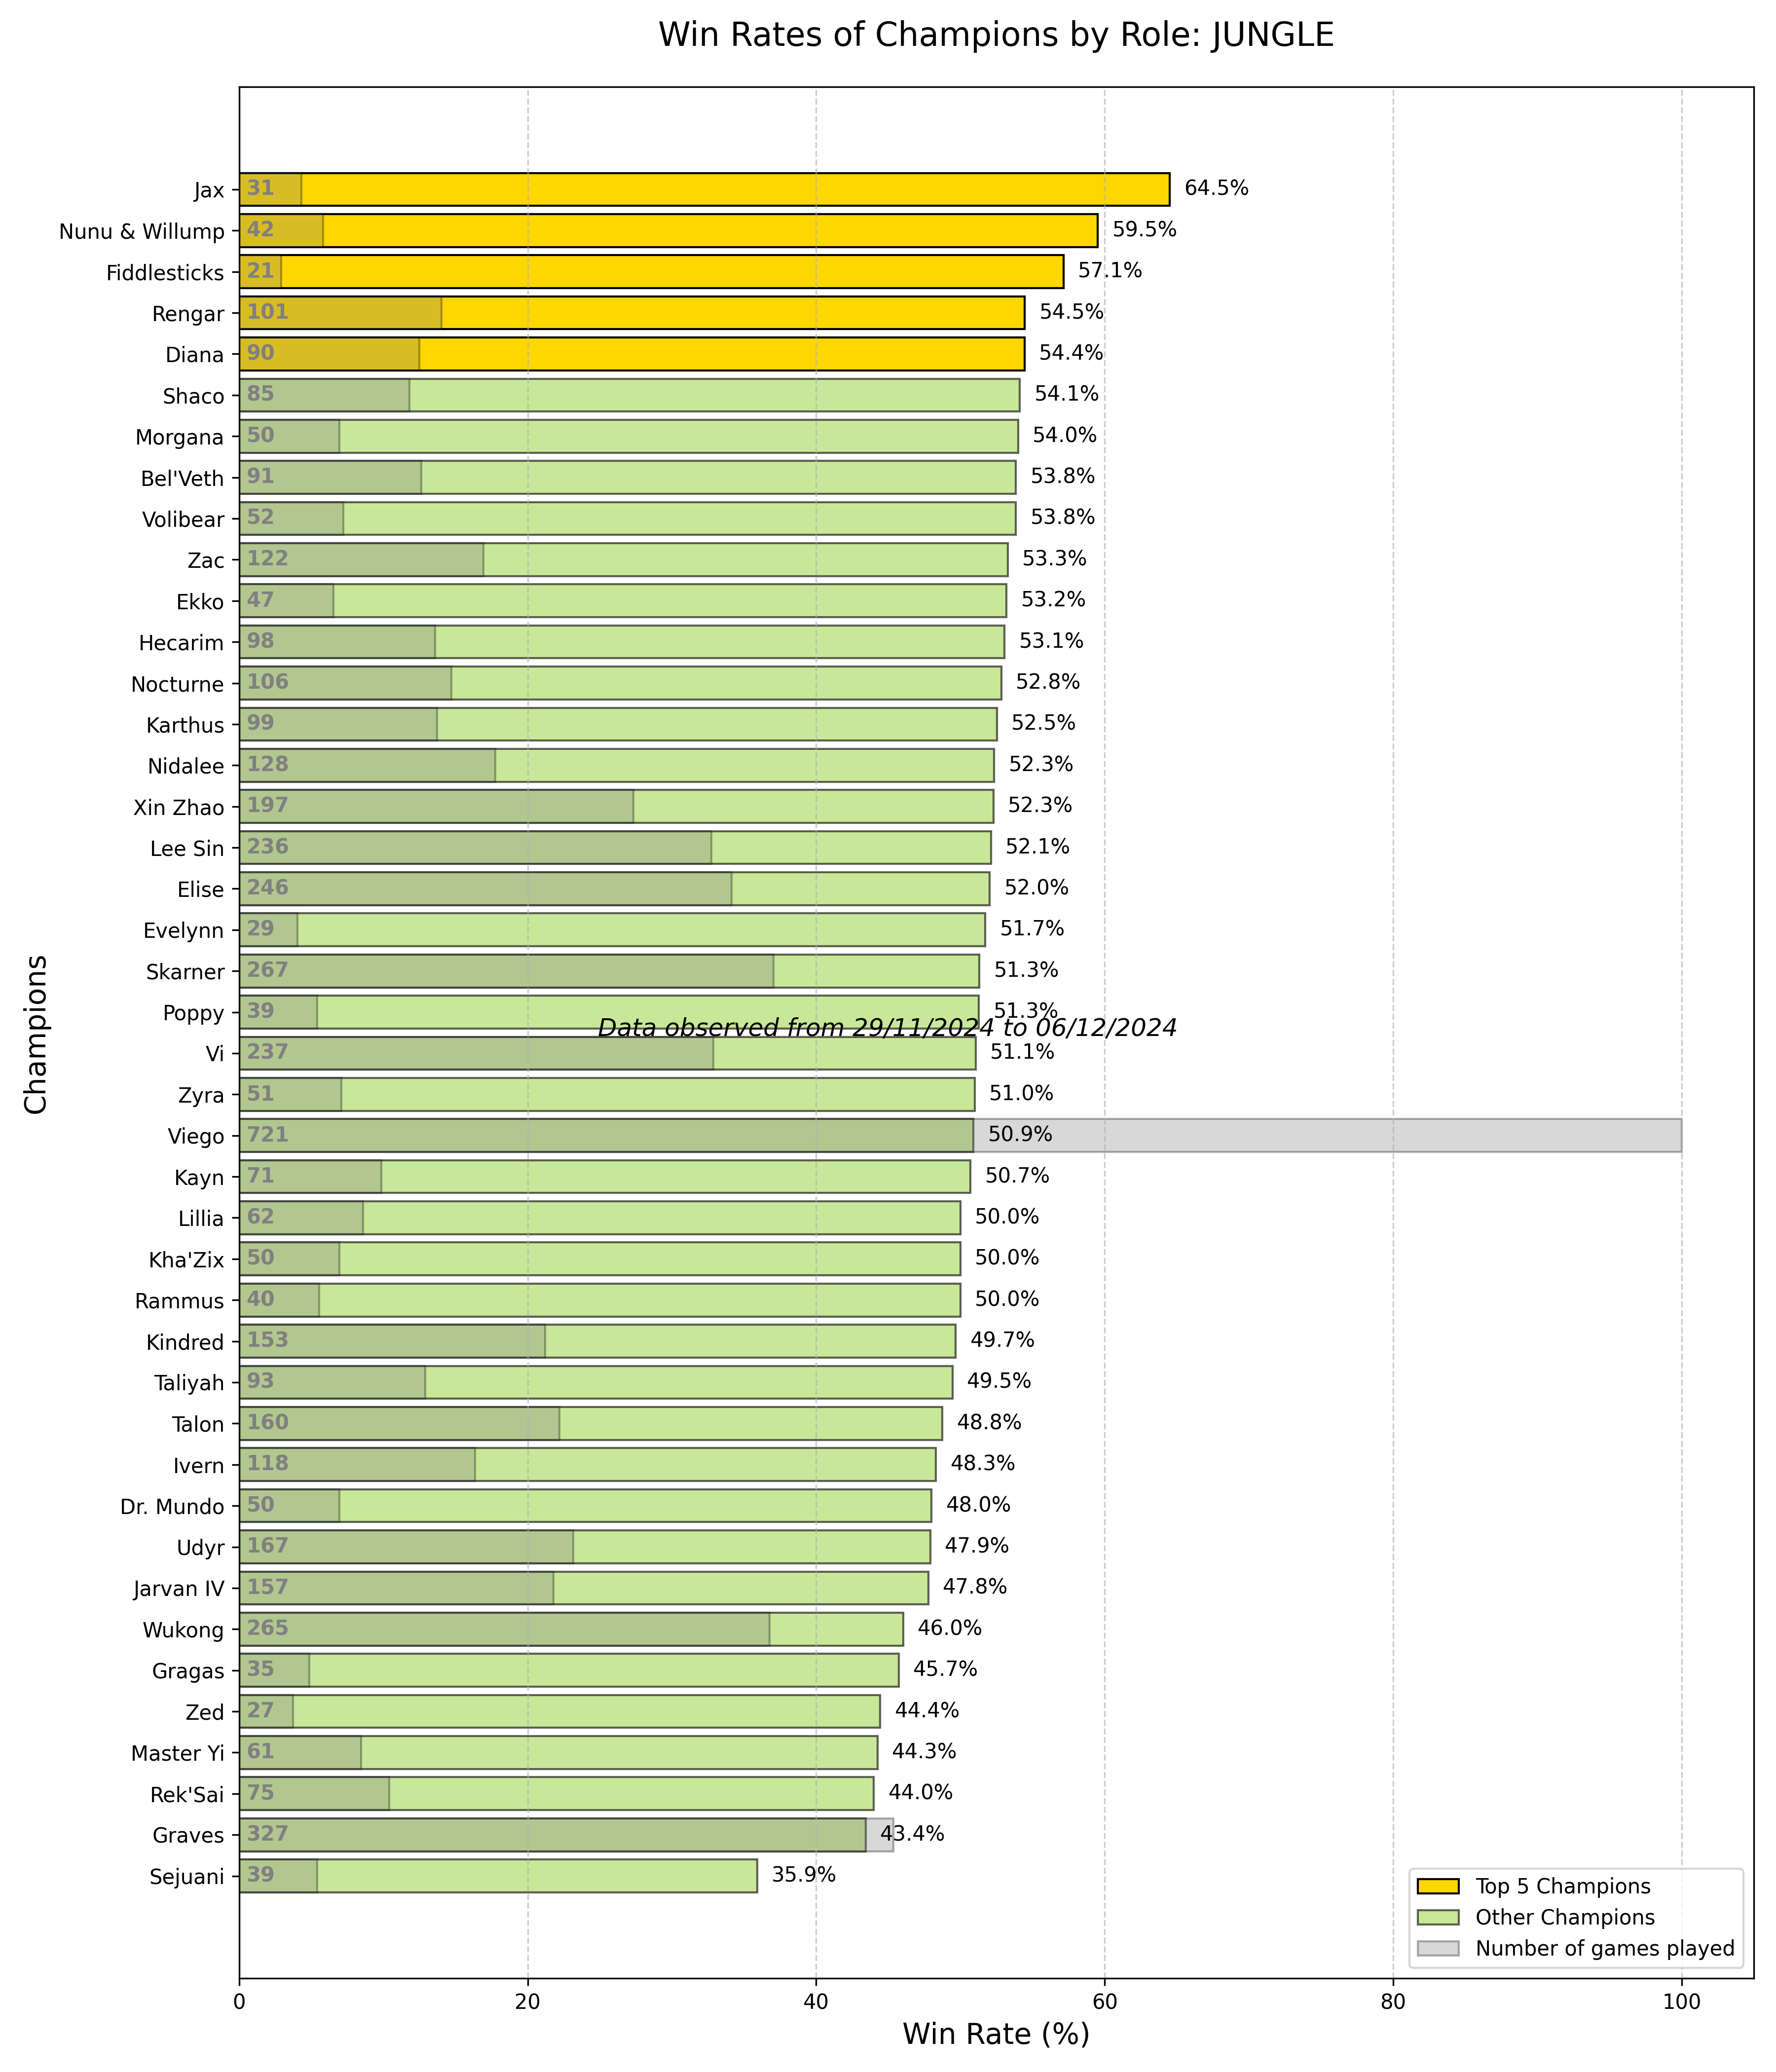 Win Rates of Champions by Role: JUNGLE
Champions
Jax 31 64.5%
Nunu & Willump 42 59.5%
Fiddlesticks 21 57.1%
Rengar 101 54.5%
Diana 90 54.4%
Shaco 85 54.1%
Morgana 50 54.0%
Bel'Veth 91 53.8%
Volibear 52 53.8%
Zac 122 53.3%
Ekko 47 53.2%
Hecarim 98 53.1%
Nocturne 106 52.8%
Karthus 99 52.5%
Nidalee 128 52.3%
Xin Zhao 197 52.3%
Lee Sin 236 52.1%
Elise 246 52.0%
Evelynn 29 51.7%
Skarner 267 51.3%
Poppy 39 51.3%
Data observed from 29/11/2024 to 06/12/2024
Vi 237 51.1%
Zyra 51 51.0%
Viego 721 50.9%
Kayn 71 50.7%
Lillia 62 50.0%
Kha'Zix 50 50.0%
Rammus 40 50.0%
Kindred 153 49.7%
Taliyah 93 49.5%
Talon 160 48.8%
Ivern 118 48.3%
Dr. Mundo 50 48.0%
Udyr 167 47.9%
Jarvan IV 157 47.8%
Wukong 265 46.0%
Gragas 35 45.7%
Zed 27 44.4%
Master Yi 61 44.3%
Rek'Sai 75 44.0%
Graves 327 43.4%
Sejuani 39 35.9%
Top 5 Champions
Other Champions
Number of games played
0 20 40 60 80 100
Win Rate (%)